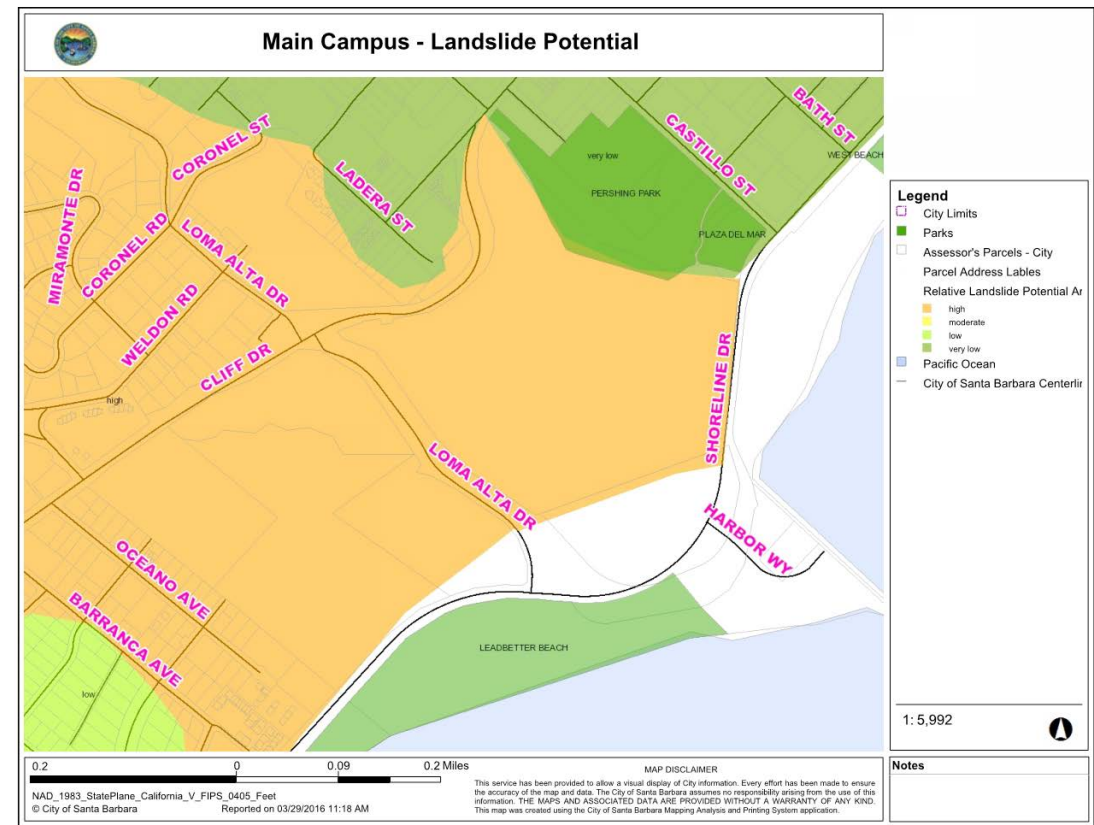 Main Campus - Landslide Potential
BATH ST
CASTILLO ST
CORONEL ST
WEST BEACH
very low
LADERA ST
MIRAMONTE DR
PERSHING PARK
PLAZA DEL MAR
CORONEL RD
LOMA ALTA DR
WELDON RD
CLIFF DR
SHORELINE DR
high
LOMA ALTA DR
HARBOR WY
OCEANO AVE
BARRANCA AVE
LEADBETTER BEACH
low
Legend
City Limits
Parks
Assessor's Parcels - City
Parcel Address Lables
Relative Landslide Potential Ar
high
moderate
low
very low
Pacific Ocean
City of Santa Barbara Centerlin
1: 5,992
Notes
0.2 0 0.09 0.2 Miles
NAD_1983_StatePlane_California_V_FIPS_0405_Feet
© City of Santa Barbara Reported on 03/29/2016 11:18 AM
MAP DISCLAIMER
This service has been provided to allow a visual display of City information. Every effort has been made to ensure
the accuracy of the map and data. The City of Santa Barbara assumes no responsibility arising from the use of this
information. THE MAPS AND ASSOCIATED DATA ARE PROVIDED WITHOUT A WARRANTY OF ANY KIND.
This map was created using the City of Santa Barbara Mapping Analysis and Printing System application.